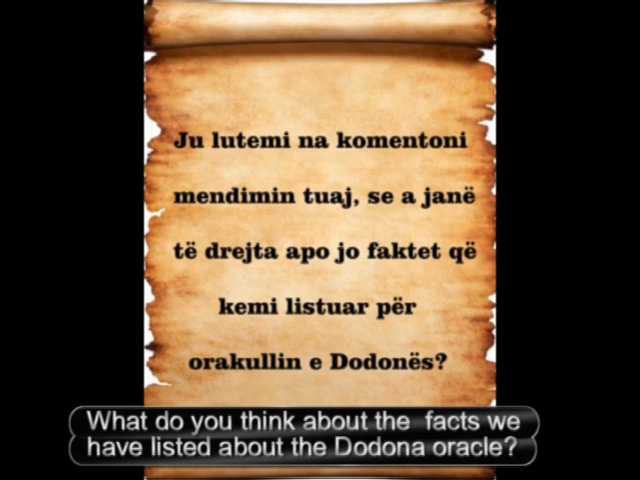 Ju lutemi na komentoni
mendimin tuaj, se a janë
të drejta apo jo faktet që
kemi listuar për
orakullin e Dodonës?
What do you think about the facts we
have listed about the Dodona oracle?